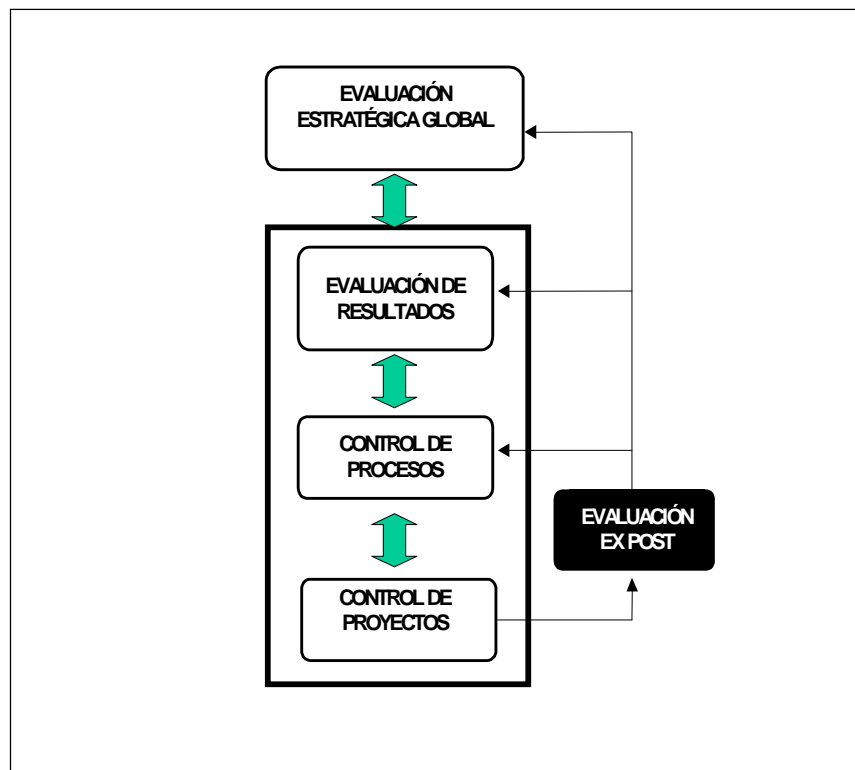 EVALUACIÓN
ESTRATÉGICA GLOBAL
EVALUACIÓN DE
RESULTADOS
CONTROL DE
PROCESOS
EVALUACIÓN
EX POST
CONTROL DE
PROYECTOS